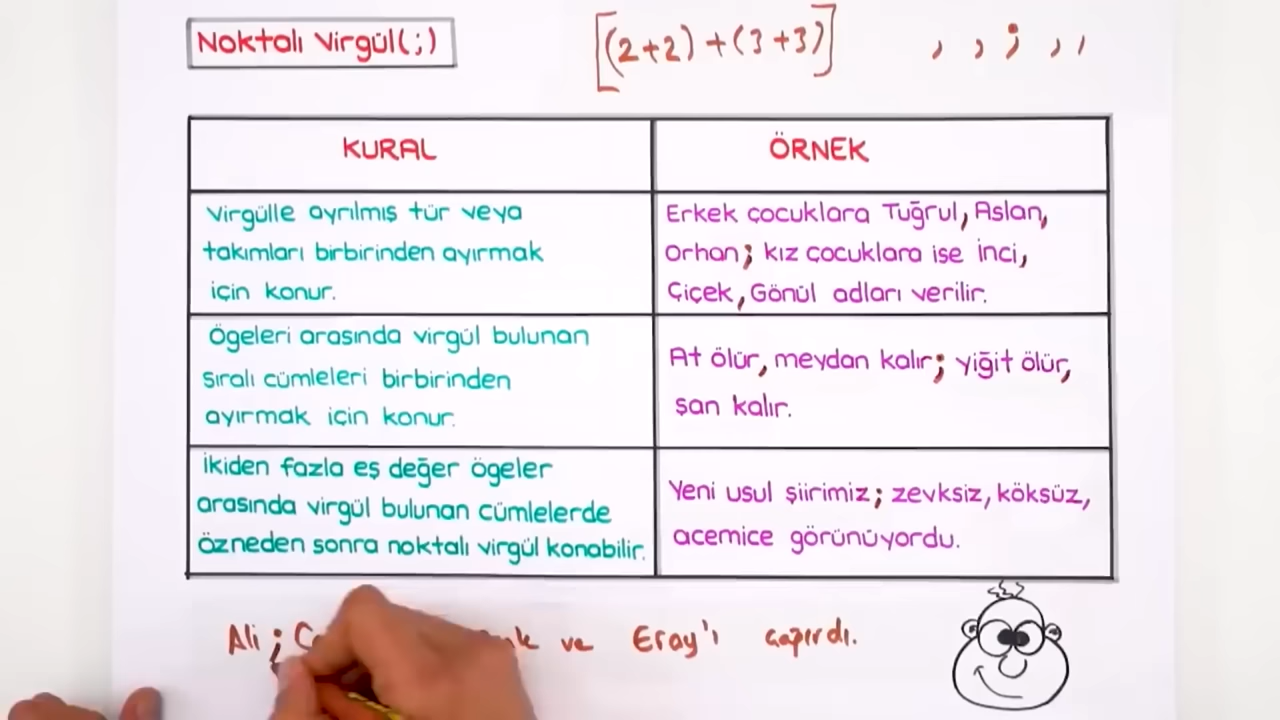 Noktalı Virgül(;)
[(2+2)+(3+3)]
, , ; , ,
KURAL
ÖRNEK
Virgülle ayrılmış tür veya
takımları birbirinden ayırmak
için konur.
Erkek çocuklara Tuğrul, Aslan,
Orhan; kız çocuklara ise İnci,
Çiçek, Gönül adları verilir.
Ögeleri arasında virgül bulunan
sıralı cümleleri birbirinden
ayırmak için konur.
At ölür, meydan kalır; yiğit ölür,
şan kalır.
İkiden fazla eş değer ögeler
arasında virgül bulunan cümlelerde
özneden sonra noktalı virgül konabilir.
Yeni usul şiirimiz; zevksiz, köksüz,
acemice görünüyordu.
Ali; ve Eray'ı çağırdı.